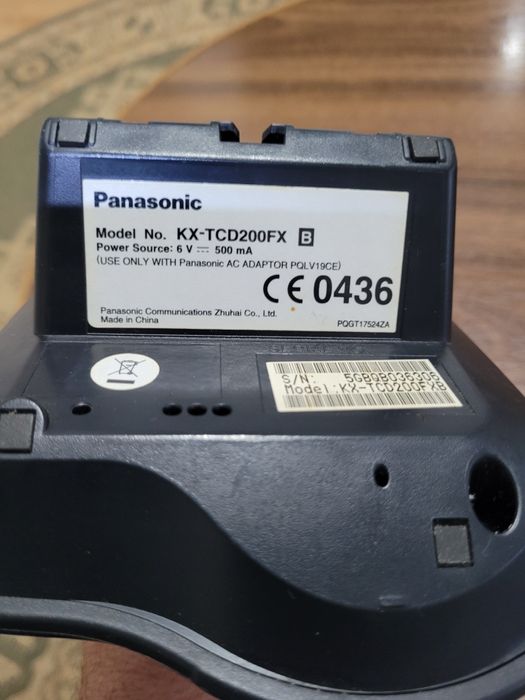 Panasonic
Model No. KX-TCD200FX B
Power Source: 6 V ⎓ 500 mA
(USE ONLY WITH Panasonic AC ADAPTOR PQLV19CE)
CE 0436
Panasonic Communications Zhuhai Co., Ltd.
Made in China
PQGT17524ZA
S/N: 5GB0B036905
Model:KX-TCD200FXB